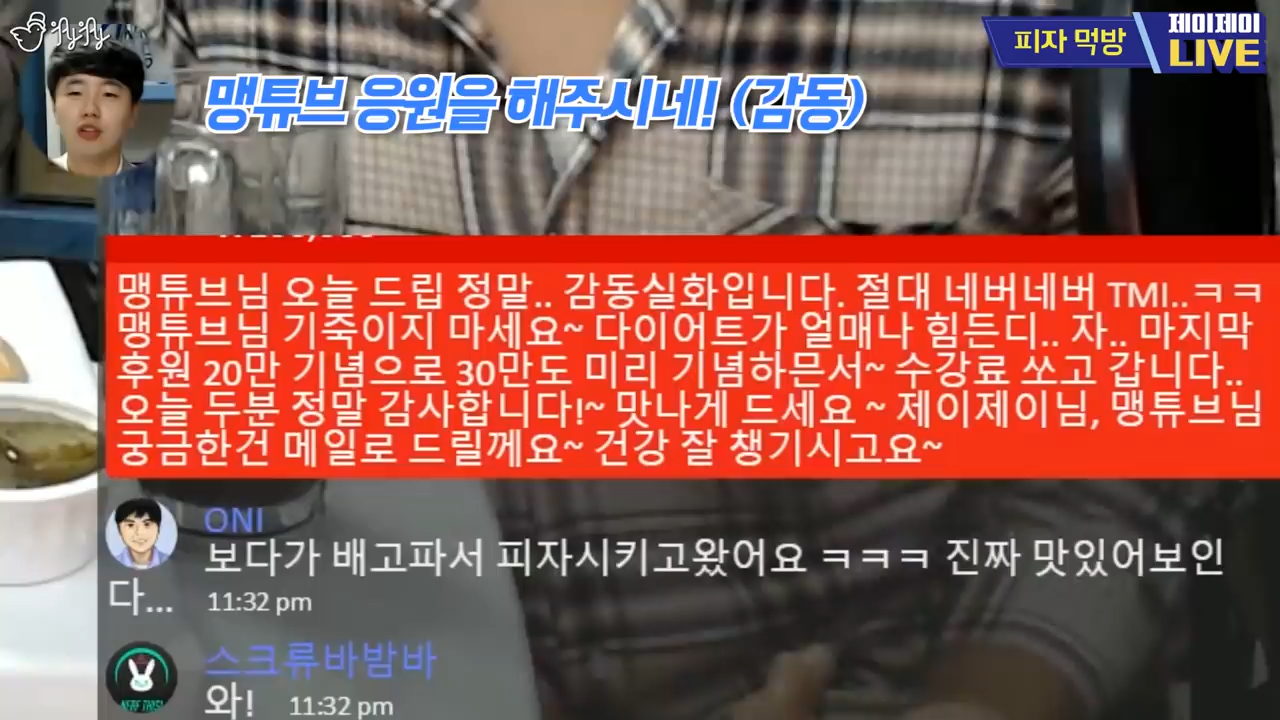 피자 먹방
제이제이
LIVE
맹튜브 응원을 해주시네! (감동)
맹튜브님 오늘 드립 정말.. 감동실화입니다. 절대 네버네버 TMI..ㅋㅋ
맹튜브님 기죽이지 마세요~ 다이어트가 얼매나 힘든디.. 자.. 마지막
후원 20만 기념으로 30만도 미리 기념하믄서~ 수강료 쏘고 갑니다..
오늘 두분 정말 감사합니다!~ 맛나게 드세요 ~ 제이제이님, 맹튜브님
궁금한건 메일로 드릴께요~ 건강 잘 챙기시고요~
ONI
보다가 배고파서 피자시키고왔어요 ㅋㅋㅋ 진짜 맛있어보인
다... 11:32 pm
스크류바밤바
와! 11:32 pm
NERF THIS!